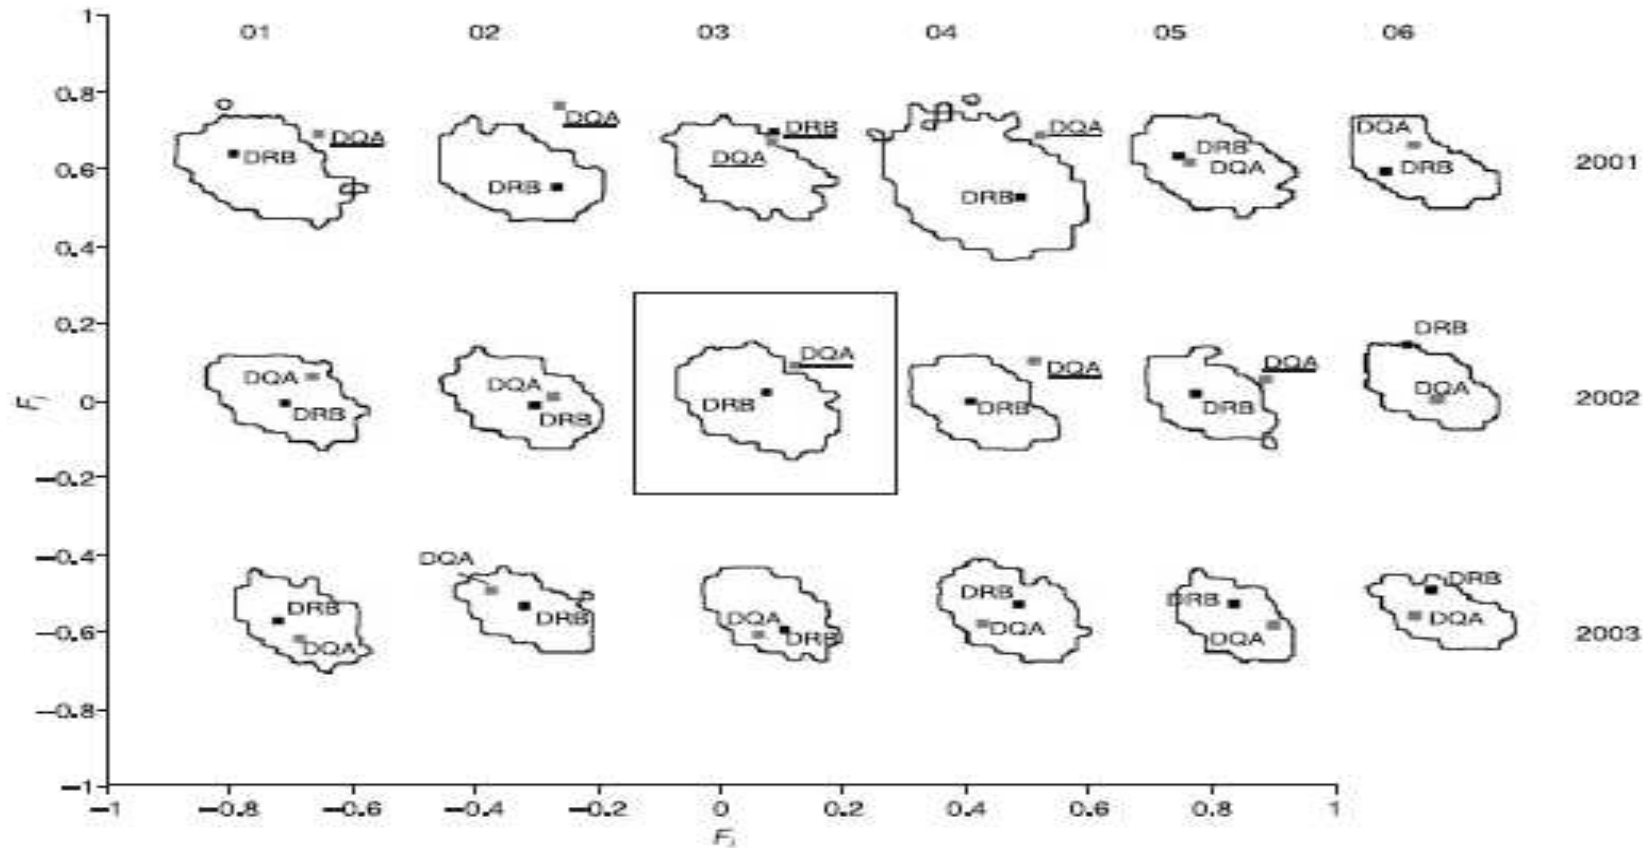 1
01 02 03 04 05 06
0.8
DQA DQA DRB DQA DRB DQA
DRB DRB DQA DRB DQA DRB
0.6
2001
0.4
0.2
DRB
DQA DQA DQA DQA DQA DQA
DRB DRB DRB DRB DRB
0
Fj
2002
−0.2
−0.4
DQA
DRB DRB DQA DRB DRB DRB
DQA DRB DQA DQA DQA
−0.6
2003
−0.8
−1
−1 −0.8 −0.6 −0.4 −0.2 0 0.2 0.4 0.6 0.8 1